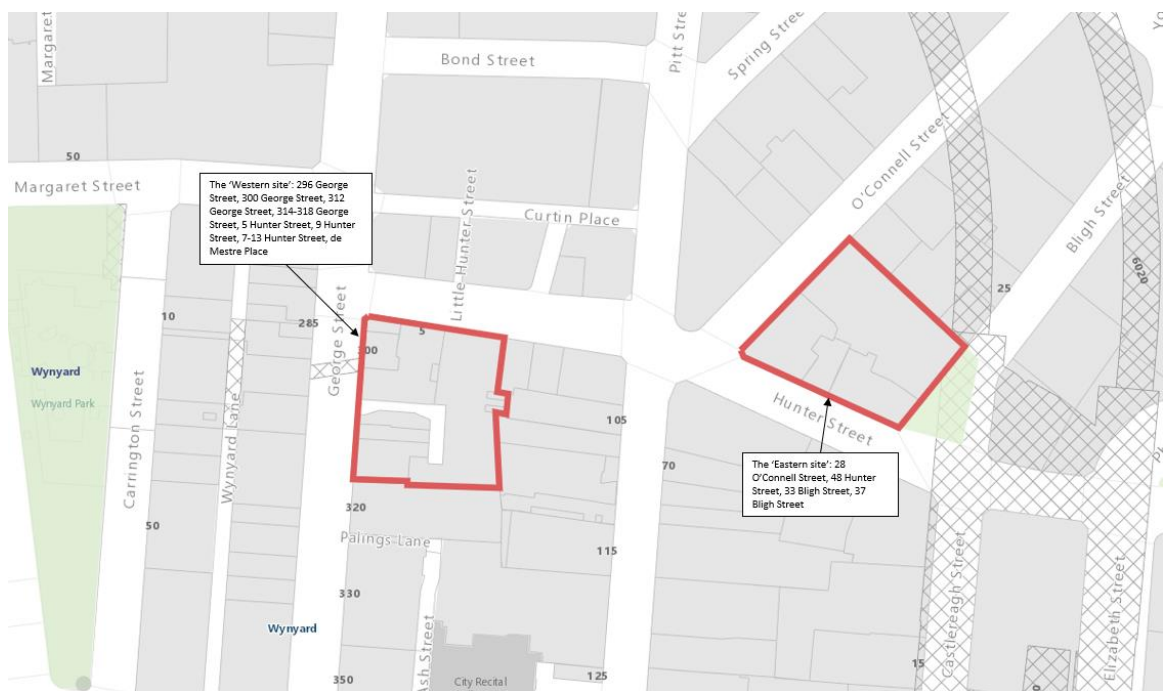 Margaret
Bond Street
Pitt Stre
Spring Street
Yo
50
Margaret Street
The 'Western site': 296 George
Street, 300 George Street, 312
George Street, 314-318 George
Street, 5 Hunter Street, 9 Hunter
Street, 7-13 Hunter Street, de
Mestre Place
Little Hunter Street
Curtin Place
O'Connell Street
Bligh Street
6020
25
10
285
George Street
5
Wynyard
Wynyard Park
Carrington Street
Wynyard Lane
105
Hunter Street
70
The 'Eastern site': 28
O'Connell Street, 48 Hunter
Street, 33 Bligh Street, 37
Bligh Street
320
50
Palings Lane
115
330
Wynyard
Ash Street
Castlereagh Street
Elizabeth Street
350
City Recital
125
15